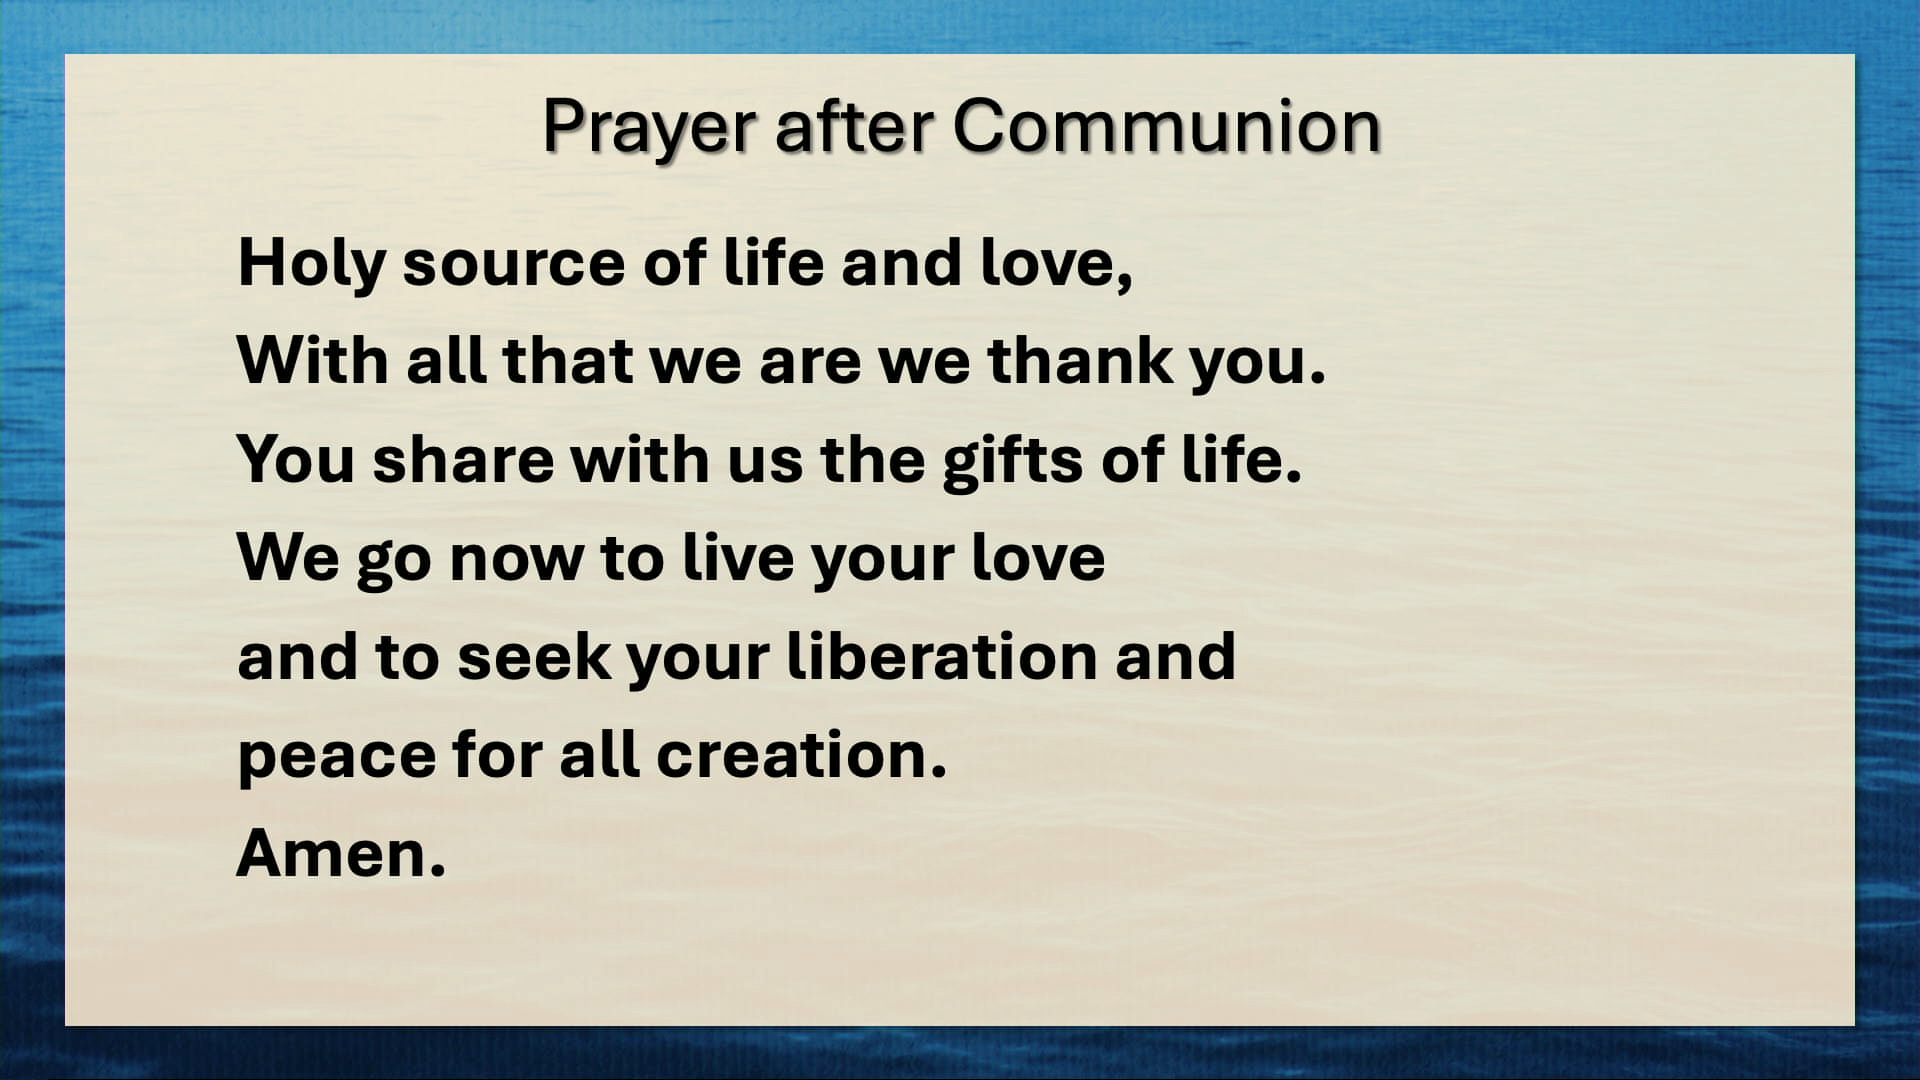 Prayer after Communion
Holy source of life and love,
With all that we are we thank you.
You share with us the gifts of life.
We go now to live your love
and to seek your liberation and
peace for all creation.
Amen.